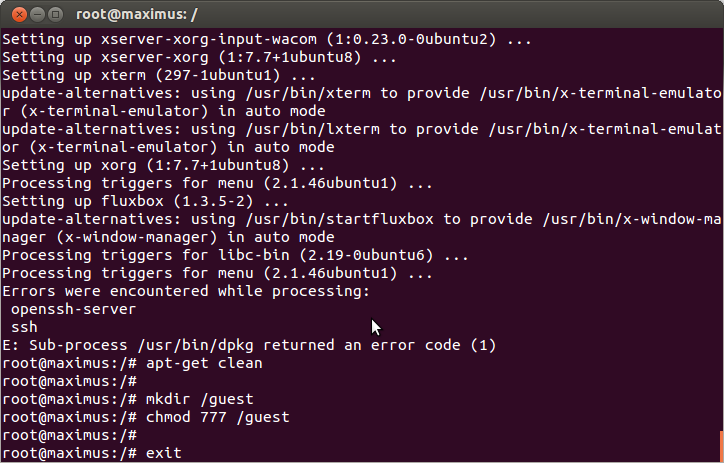 root@maximus: /
Setting up xserver-xorg-input-wacom (1:0.23.0-0ubuntu2) ...
Setting up xserver-xorg (1:7.7+1ubuntu8) ...
Setting up xterm (297-1ubuntu1) ...
update-alternatives: using /usr/bin/xterm to provide /usr/bin/x-terminal-emulato
r (x-terminal-emulator) in auto mode
update-alternatives: using /usr/bin/lxterm to provide /usr/bin/x-terminal-emulat
or (x-terminal-emulator) in auto mode
Setting up xorg (1:7.7+1ubuntu8) ...
Processing triggers for menu (2.1.46ubuntu1) ...
Setting up fluxbox (1.3.5-2) ...
update-alternatives: using /usr/bin/startfluxbox to provide /usr/bin/x-window-ma
nager (x-window-manager) in auto mode
Processing triggers for libc-bin (2.19-0ubuntu6) ...
Processing triggers for menu (2.1.46ubuntu1) ...
Errors were encountered while processing:
 openssh-server
 ssh
E: Sub-process /usr/bin/dpkg returned an error code (1)
root@maximus:/# apt-get clean
root@maximus:/#
root@maximus:/# mkdir /guest
root@maximus:/# chmod 777 /guest
root@maximus:/#
root@maximus:/# exit